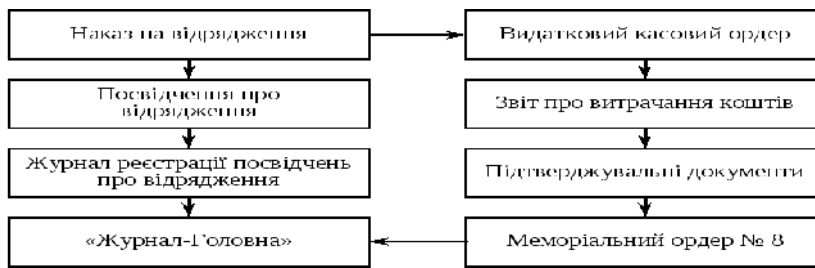 Наказ на відрядження
Видатковий касовий ордер
Посвідчення про
відрядження
Звіт про витрачання коштів
Журнал реєстрації посвідчень
про відрядження
Підтверджувальні документи
«Журнал-Головна»
Меморіальний ордер № 8